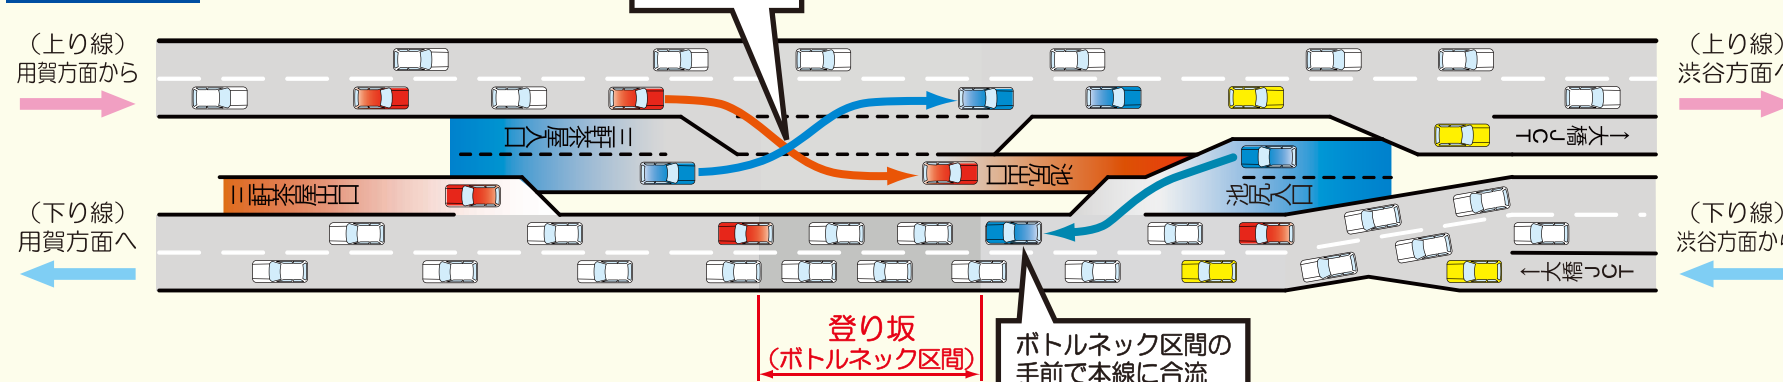 （上り線）
用賀方面から
（上り線）
渋谷方面へ
三軒茶屋入口
池尻出口
↑大橋JCT
三軒茶屋出口
池尻入口
（下り線）
用賀方面へ
（下り線）
渋谷方面から
↑大橋JCT
登り坂
（ボトルネック区間）
ボトルネック区間の
手前で本線に合流